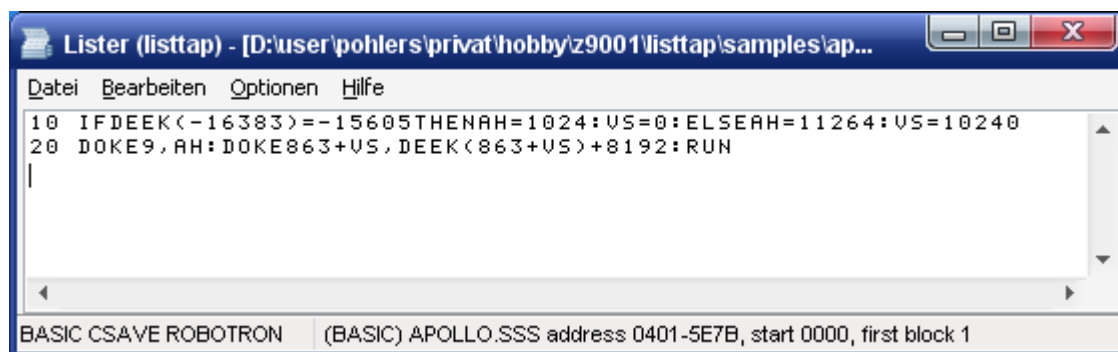 Lister (listtap) - [D:\user\pohlers\privat\hobby\z9001\listtap\samples\ap...
Datei Bearbeiten Optionen Hilfe
10 IFDEEK(-16383)=-15605THENAH=1024:VS=0:ELSEAH=11264:VS=10240
20 DOKE9,AH:DOKE863+VS,DEEK(863+VS)+8192:RUN
BASIC CSAVE ROBOTRON (BASIC) APOLLO.SSS address 0401-5E7B, start 0000, first block 1